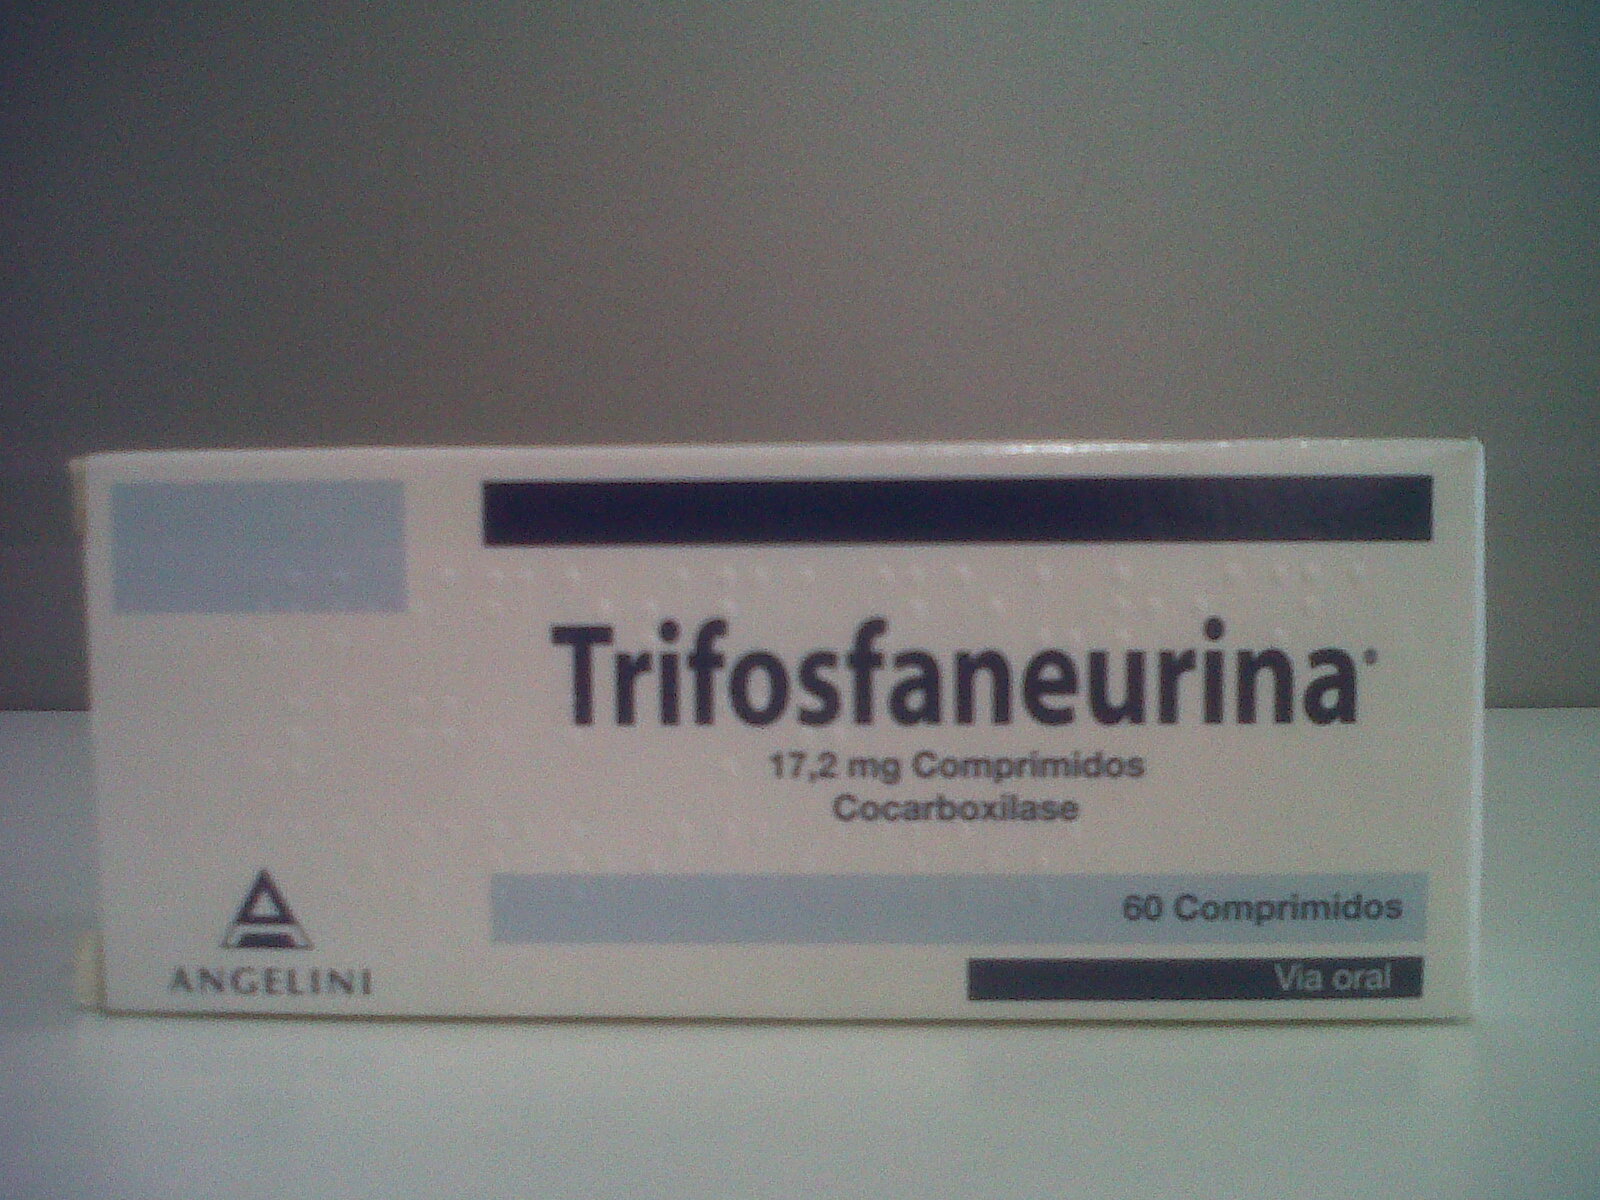 Trifosfaneurina®
17,2 mg Comprimidos
Cocarboxilase
60 Comprimidos
Via oral
ANGELINI